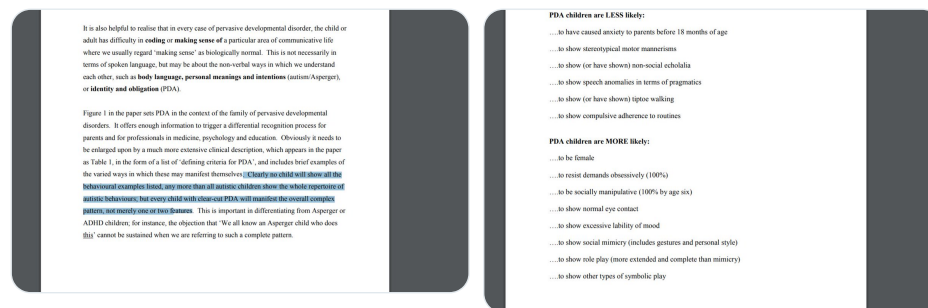 It is also helpful to realise that in every case of pervasive developmental disorder, the child or
adult has difficulty in coding or making sense of a particular area of communicative life
where we usually regard 'making sense' as biologically normal. This is not necessarily in
terms of spoken language, but may be about the non-verbal ways in which we understand
each other, such as body language, personal meanings and intentions (autism/Asperger),
or identity and obligation (PDA).
Figure 1 in the paper sets PDA in the context of the family of pervasive developmental
disorders. It offers enough information to trigger a differential recognition process for
parents and for professionals in medicine, psychology and education. Obviously it needs to
be enlarged upon by a much more extensive clinical description, which appears in the paper
as Table 1, in the form of a list of 'defining criteria for PDA', and includes brief examples of
the varied ways in which these may manifest themselves. Clearly no child will show all the
behavioural examples listed, any more than all autistic children show the whole repertoire of
autistic behaviours; but every child with clear-cut PDA will manifest the overall complex
pattern, not merely one or two features. This is important in differentiating from Asperger or
ADHD children; for instance, the objection that 'We all know an Asperger child who does
this' cannot be sustained when we are referring to such a complete pattern.
PDA children are LESS likely:
….to have caused anxiety to parents before 18 months of age
….to show stereotypical motor mannerisms
….to show (or have shown) non-social echolalia
….to show speech anomalies in terms of pragmatics
….to show (or have shown) tiptoe walking
….to show compulsive adherence to routines
PDA children are MORE likely:
….to be female
….to resist demands obsessively (100%)
….to be socially manipulative (100% by age six)
….to show normal eye contact
….to show excessive lability of mood
….to show social mimicry (includes gestures and personal style)
….to show role play (more extended and complete than mimicry)
….to show other types of symbolic play